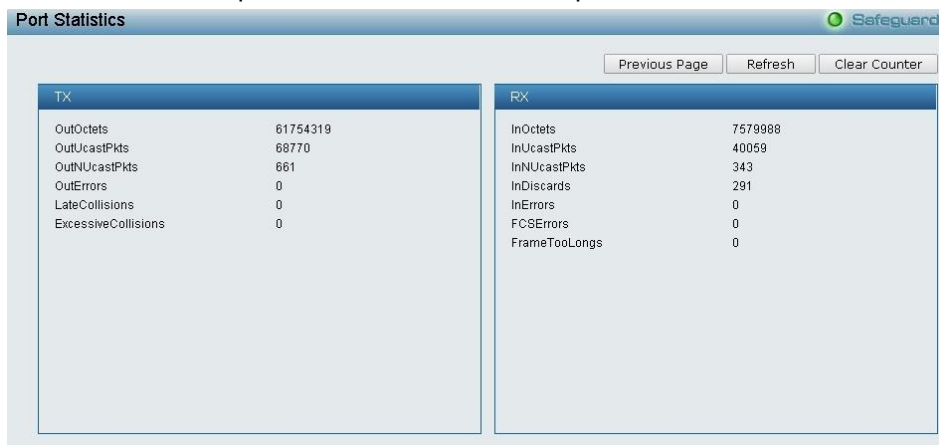 Port Statistics
Safeguard
Previous Page Refresh Clear Counter
TX
OutOctets 61754319
OutUcastPkts 68770
OutNUcastPkts 661
OutErrors 0
LateCollisions 0
ExcessiveCollisions 0
RX
InOctets 7579988
InUcastPkts 40059
InNUcastPkts 343
InDiscards 291
InErrors 0
FCSErrors 0
FrameTooLongs 0